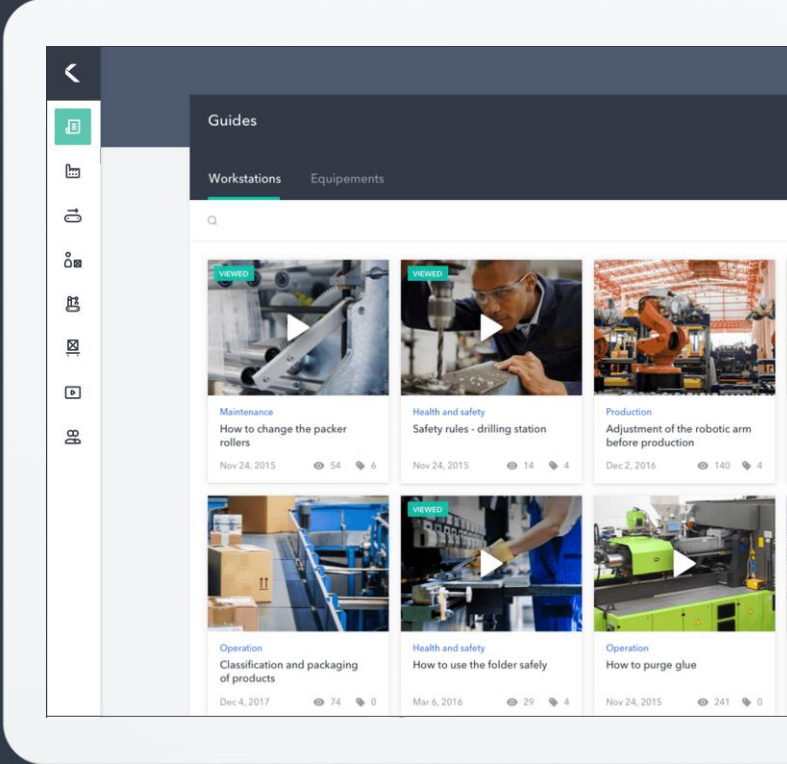 Guides
Workstations Equipements
VIEWED
VIEWED
Maintenance
How to change the packer
rollers
Nov 24, 2015 54 6
Health and safety
Safety rules - drilling station
Nov 24, 2015 14 4
Production
Adjustment of the robotic arm
before production
Dec 2, 2016 140 4
VIEWED
Operation
Classification and packaging
of products
Dec 4, 2017 74 0
Health and safety
How to use the folder safely
Mar 6, 2016 29 4
Operation
How to purge glue
Nov 24, 2015 241 0